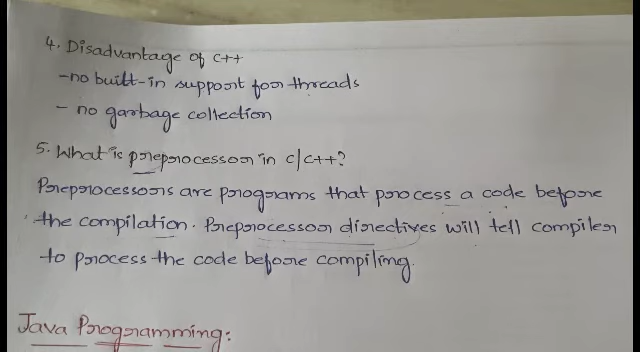 4. Disadvantage of C++
- no built-in support for threads
- no garbage collection
5. What is preprocessor in c/c++?
Preprocessors are programs that process a code before
the compilation. Preprocessor directives will tell compiler
to process the code before compiling.
Java Programming: